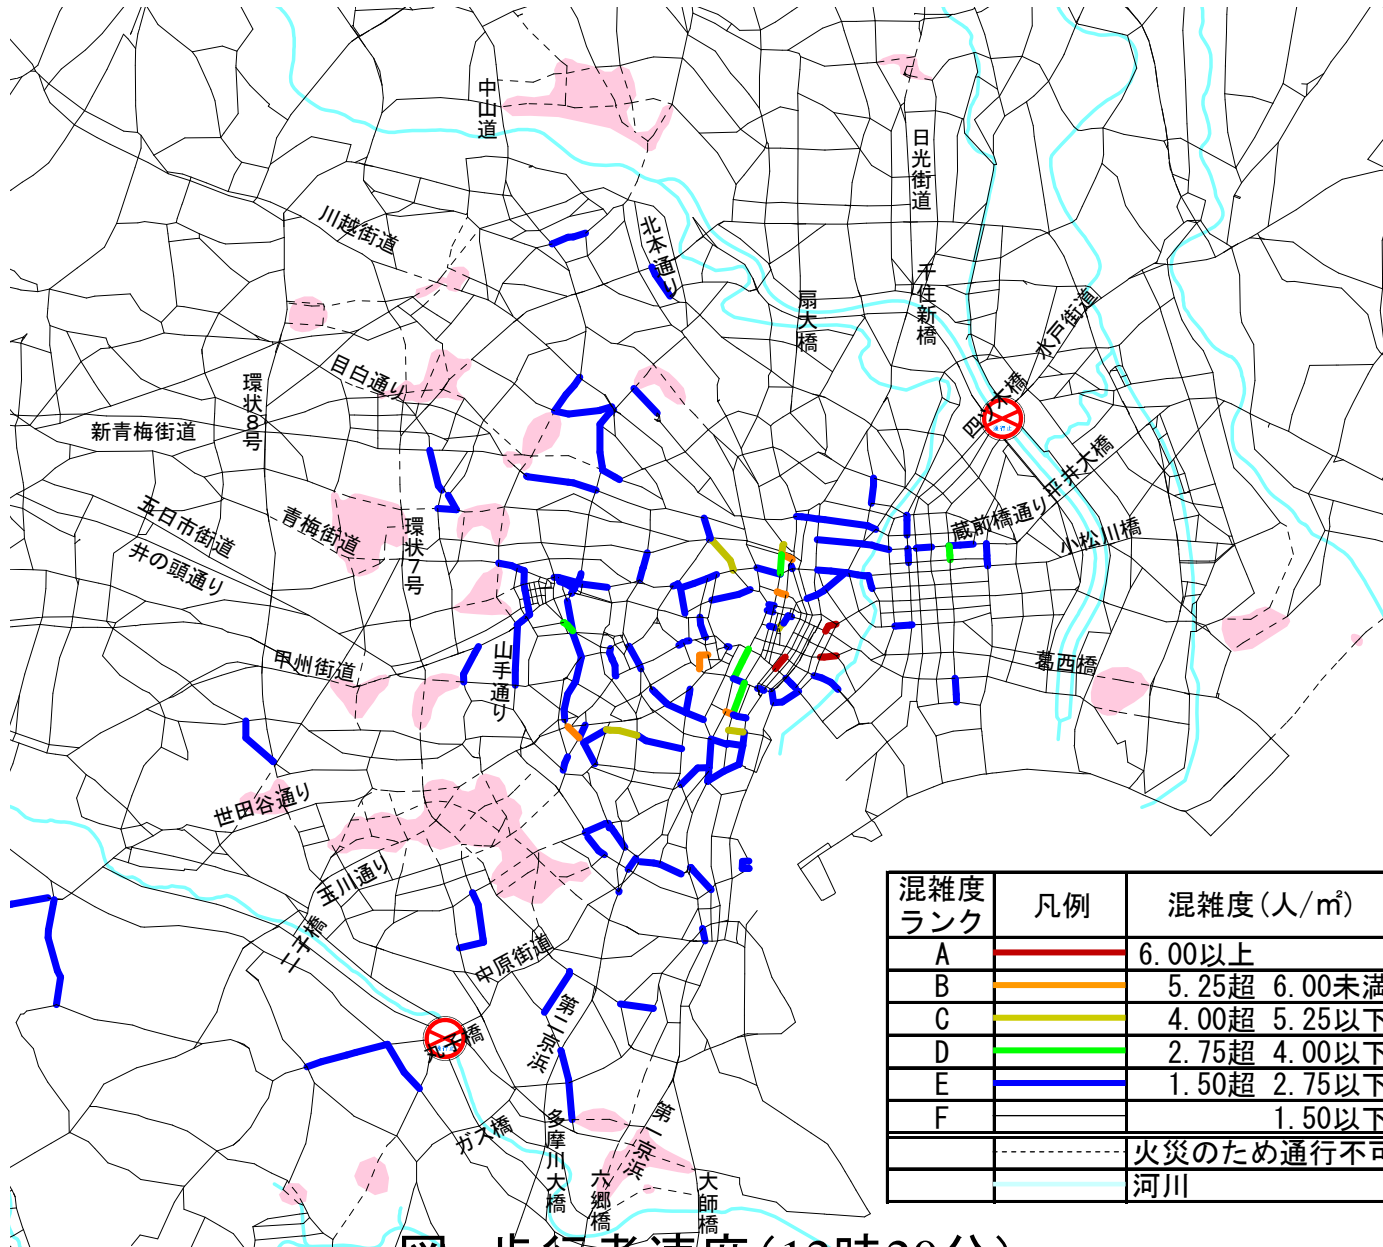 中山道
日光街道
川越街道
北本通り
千住新橋
扇大橋
水戸街道
目白通り
環状8号
四ツ木橋
新青梅街道
平井大橋
五日市街道
青梅街道
環状7号
蔵前橋通り
小松川橋
井の頭通り
甲州街道
山手通り
葛西橋
世田谷通り
玉川通り
二子橋
中原街道
第二京浜
丸子橋
ガス橋
多摩川大橋
第一京浜
六郷橋
大師橋
混雑度ランク 凡例 混雑度(人/㎡)
A 6.00以上
B 5.25超 6.00未満
C 4.00超 5.25以下
D 2.75超 4.00以下
E 1.50超 2.75以下
F 1.50以下
火災のため通行不可
河川